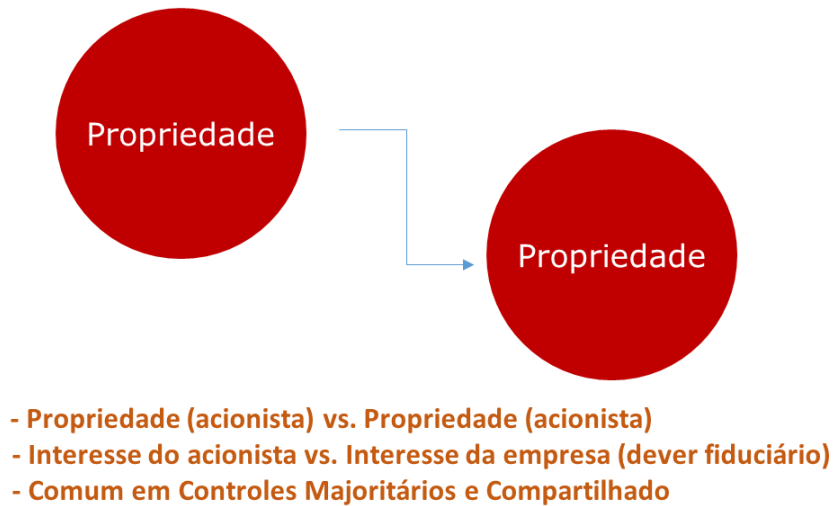 Propriedade
Propriedade
- Propriedade (acionista) vs. Propriedade (acionista)
- Interesse do acionista vs. Interesse da empresa (dever fiduciário)
- Comum em Controles Majoritários e Compartilhado